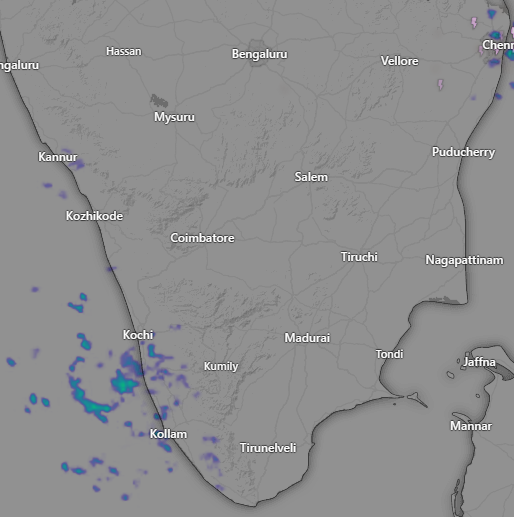 Hassan
Bengaluru
Chenn
ngaluru
Vellore
Mysuru
Kannur
Puducherry
Salem
Kozhikode
Coimbatore
Tiruchi
Nagapattinam
Kochi
Madurai
Tondi
Kumily
Jaffna
Mannar
Kollam
Tirunelveli